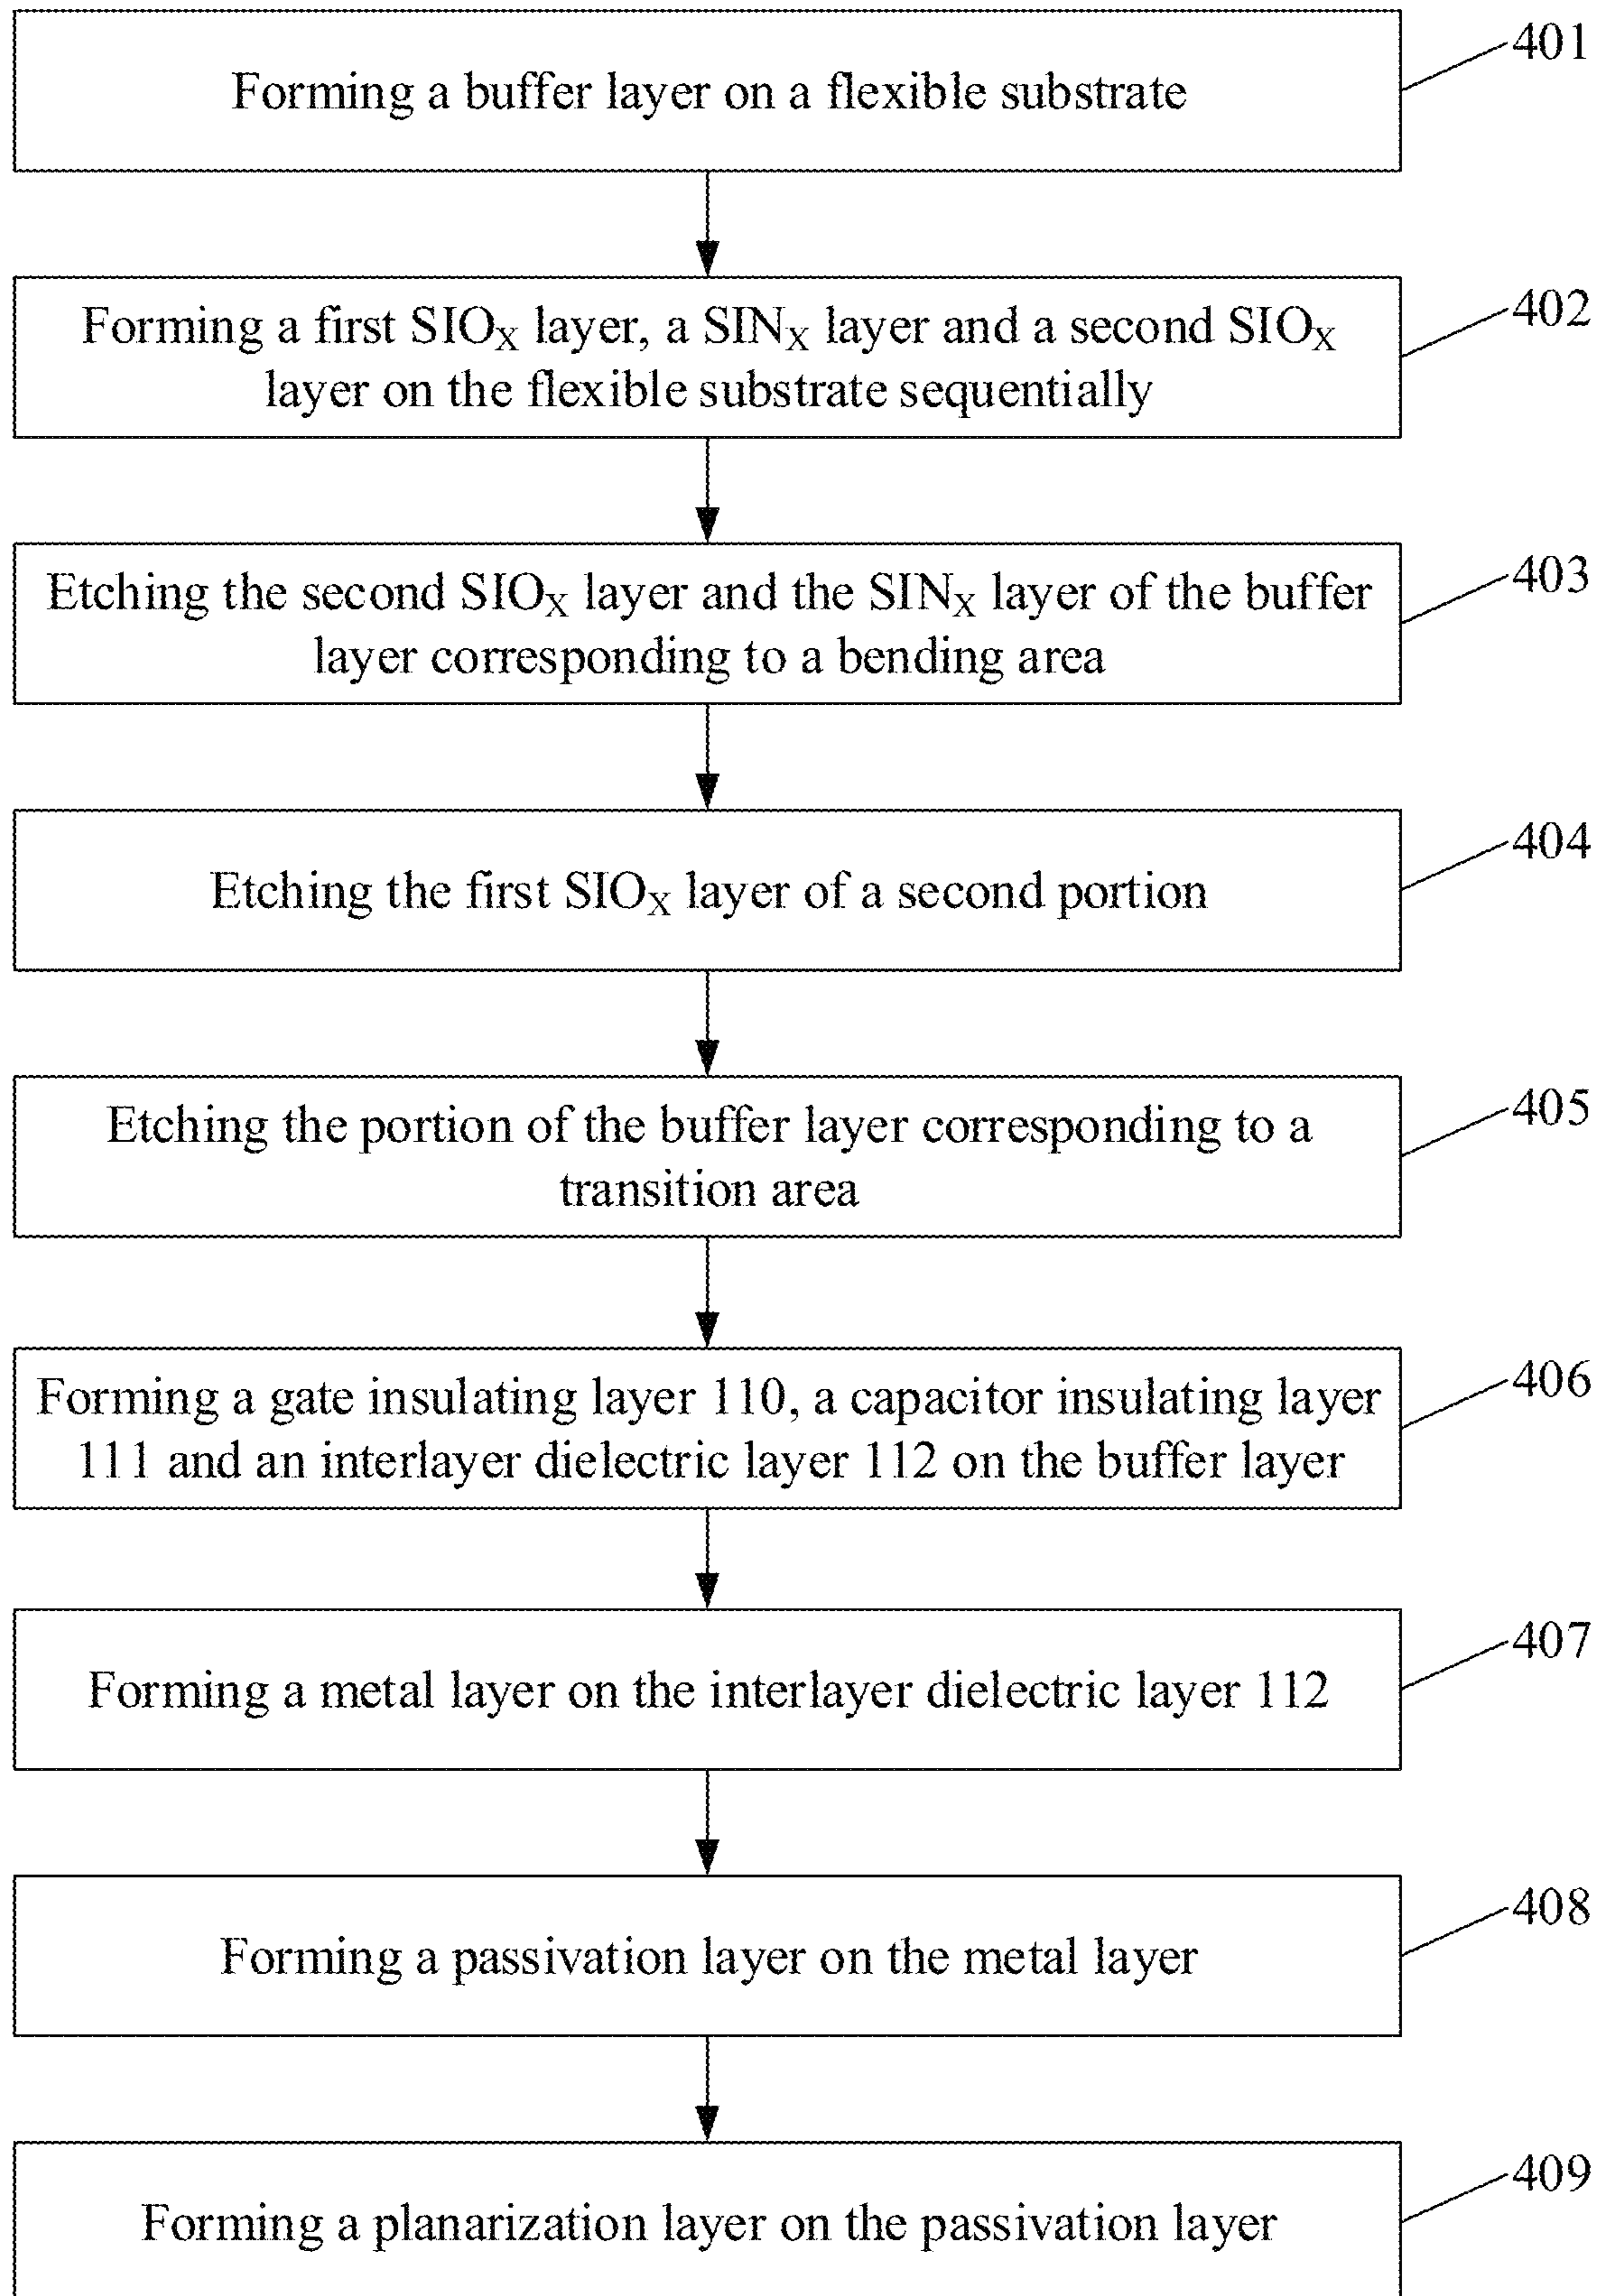 401
Forming a buffer layer on a flexible substrate
402
Forming a first SIOₓ layer, a SINₓ layer and a second SIOₓ
layer on the flexible substrate sequentially
403
Etching the second SIOₓ layer and the SINₓ layer of the buffer
layer corresponding to a bending area
404
Etching the first SIOₓ layer of a second portion
405
Etching the portion of the buffer layer corresponding to a
transition area
406
Forming a gate insulating layer 110, a capacitor insulating layer
111 and an interlayer dielectric layer 112 on the buffer layer
407
Forming a metal layer on the interlayer dielectric layer 112
408
Forming a passivation layer on the metal layer
409
Forming a planarization layer on the passivation layer